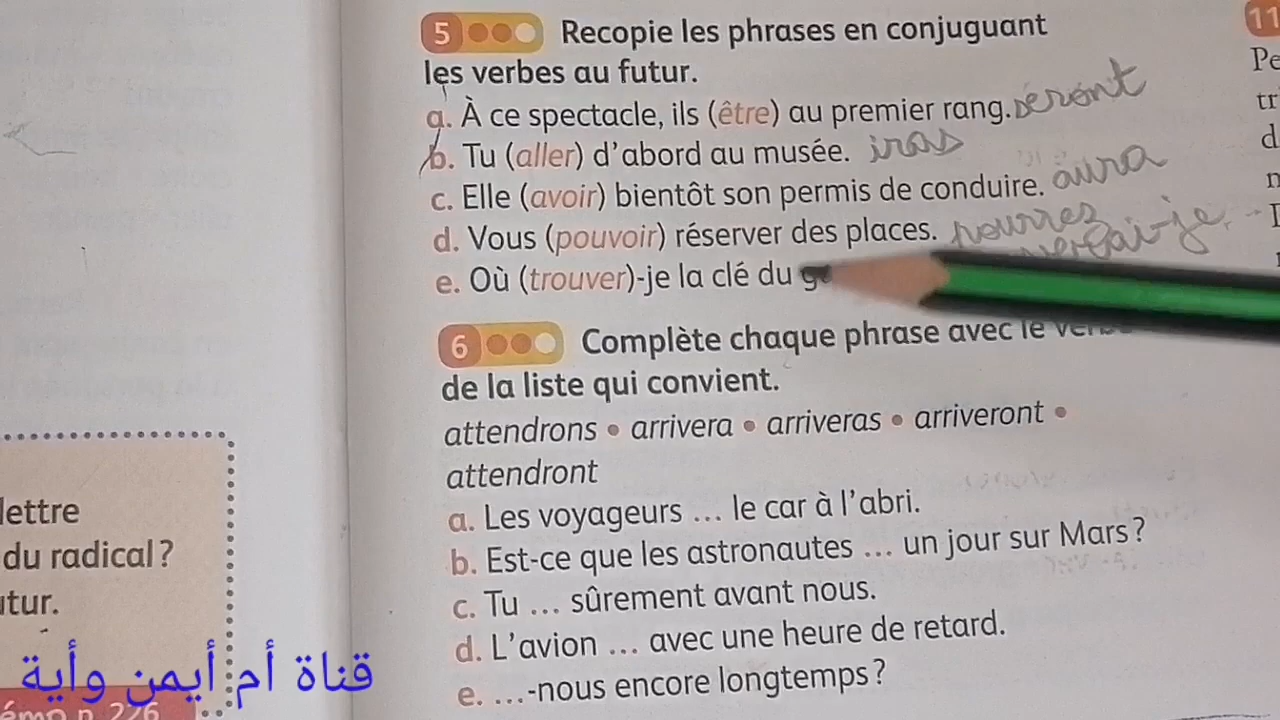 5 Recopie les phrases en conjuguant
les verbes au futur.
a. À ce spectacle, ils (être) au premier rang. seront
b. Tu (aller) d'abord au musée. iras
c. Elle (avoir) bientôt son permis de conduire. aura
d. Vous (pouvoir) réserver des places. pourrez
e. Où (trouver)-je la clé du
6 Complète chaque phrase avec le
de la liste qui convient.
attendrons • arrivera • arriveras • arriveront •
attendront
a. Les voyageurs ... le car à l'abri.
b. Est-ce que les astronautes ... un jour sur Mars ?
c. Tu ... sûrement avant nous.
d. L'avion ... avec une heure de retard.
e. ...-nous encore longtemps ?
lettre
du radical ?
قناة أم أيمن وأية
p. 226
11